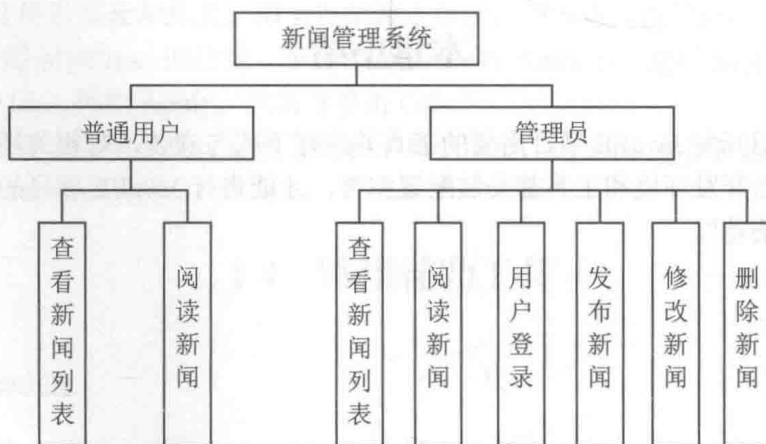 新闻管理系统
普通用户
管理员
查看新闻列表
阅读新闻
查看新闻列表
阅读新闻
用户登录
发布新闻
修改新闻
删除新闻